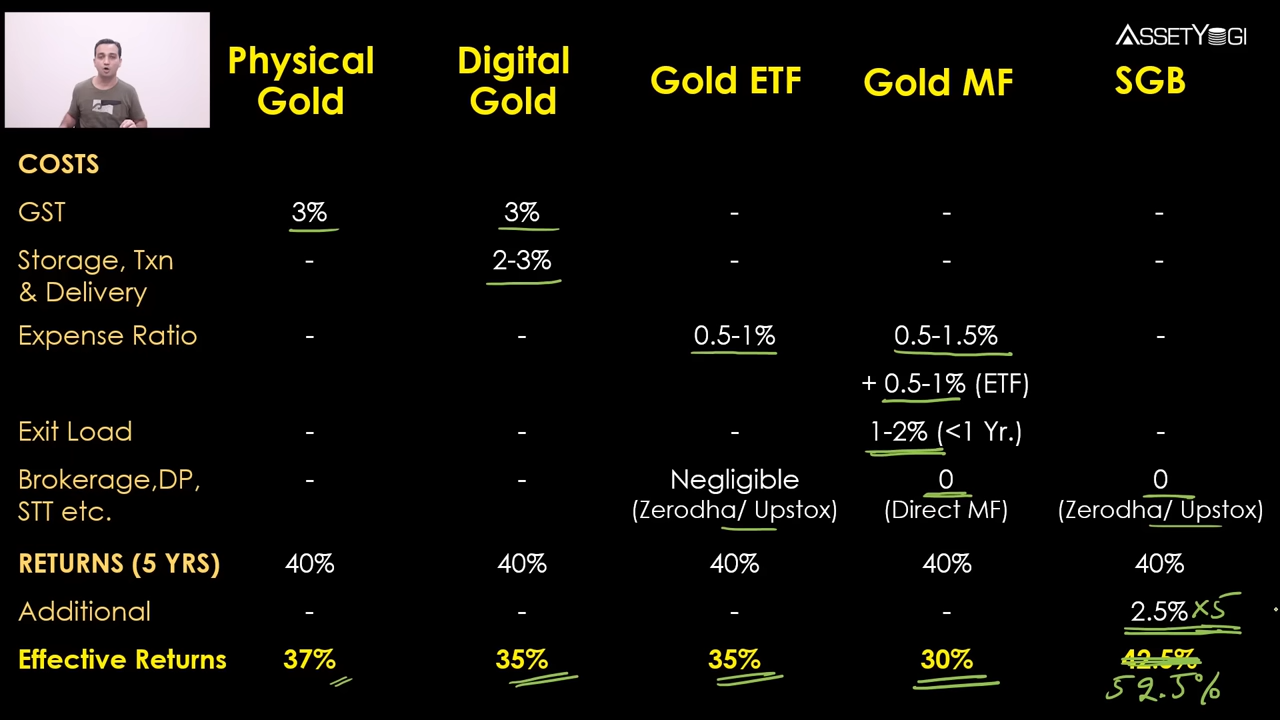 ASSETYOGI
Physical Gold Digital Gold Gold ETF Gold MF SGB
COSTS
GST 3% 3% - - -
Storage, Txn & Delivery - 2-3% - - -
Expense Ratio - - 0.5-1% 0.5-1.5% -
+ 0.5-1% (ETF)
Exit Load - - - 1-2% (<1 Yr.) -
Brokerage,DP, STT etc. - - Negligible (Zerodha/ Upstox) 0 (Direct MF) 0 (Zerodha/ Upstox)
RETURNS (5 YRS) 40% 40% 40% 40% 40%
Additional - - - - 2.5% ×5
Effective Returns 37% 35% 35% 30% 42.5%
52.5%